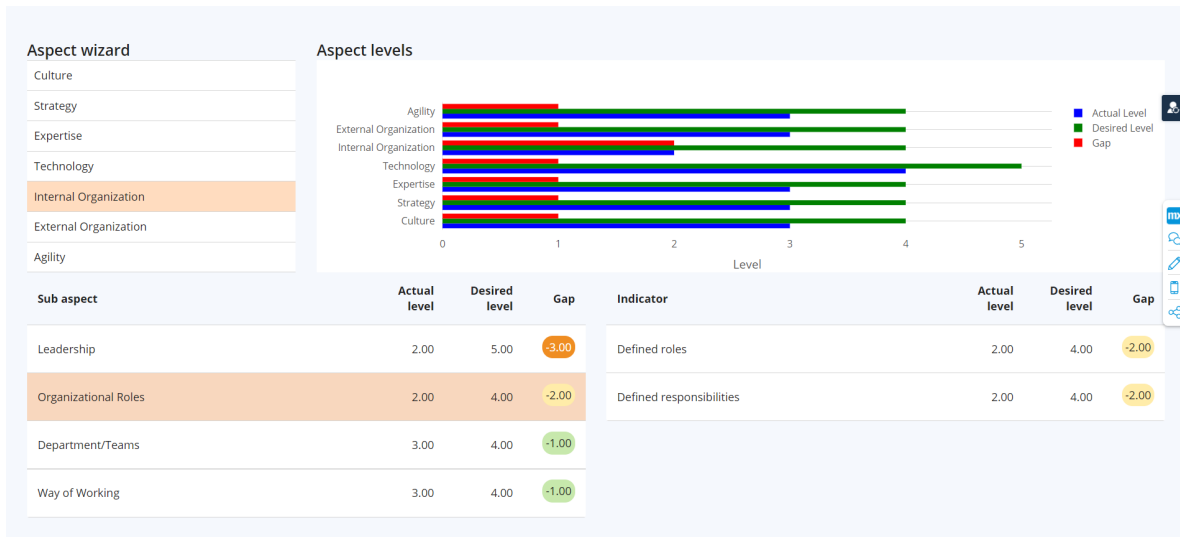 Aspect wizard
Culture
Strategy
Expertise
Technology
Internal Organization
External Organization
Agility
Aspect levels
Agility
External Organization
Internal Organization
Technology
Expertise
Strategy
Culture
0 1 2 3 4 5
Level
Actual Level
Desired Level
Gap
Sub aspect Actual level Desired level Gap
Leadership 2.00 5.00 -3.00
Organizational Roles 2.00 4.00 -2.00
Department/Teams 3.00 4.00 -1.00
Way of Working 3.00 4.00 -1.00
Indicator Actual level Desired level Gap
Defined roles 2.00 4.00 -2.00
Defined responsibilities 2.00 4.00 -2.00
mx